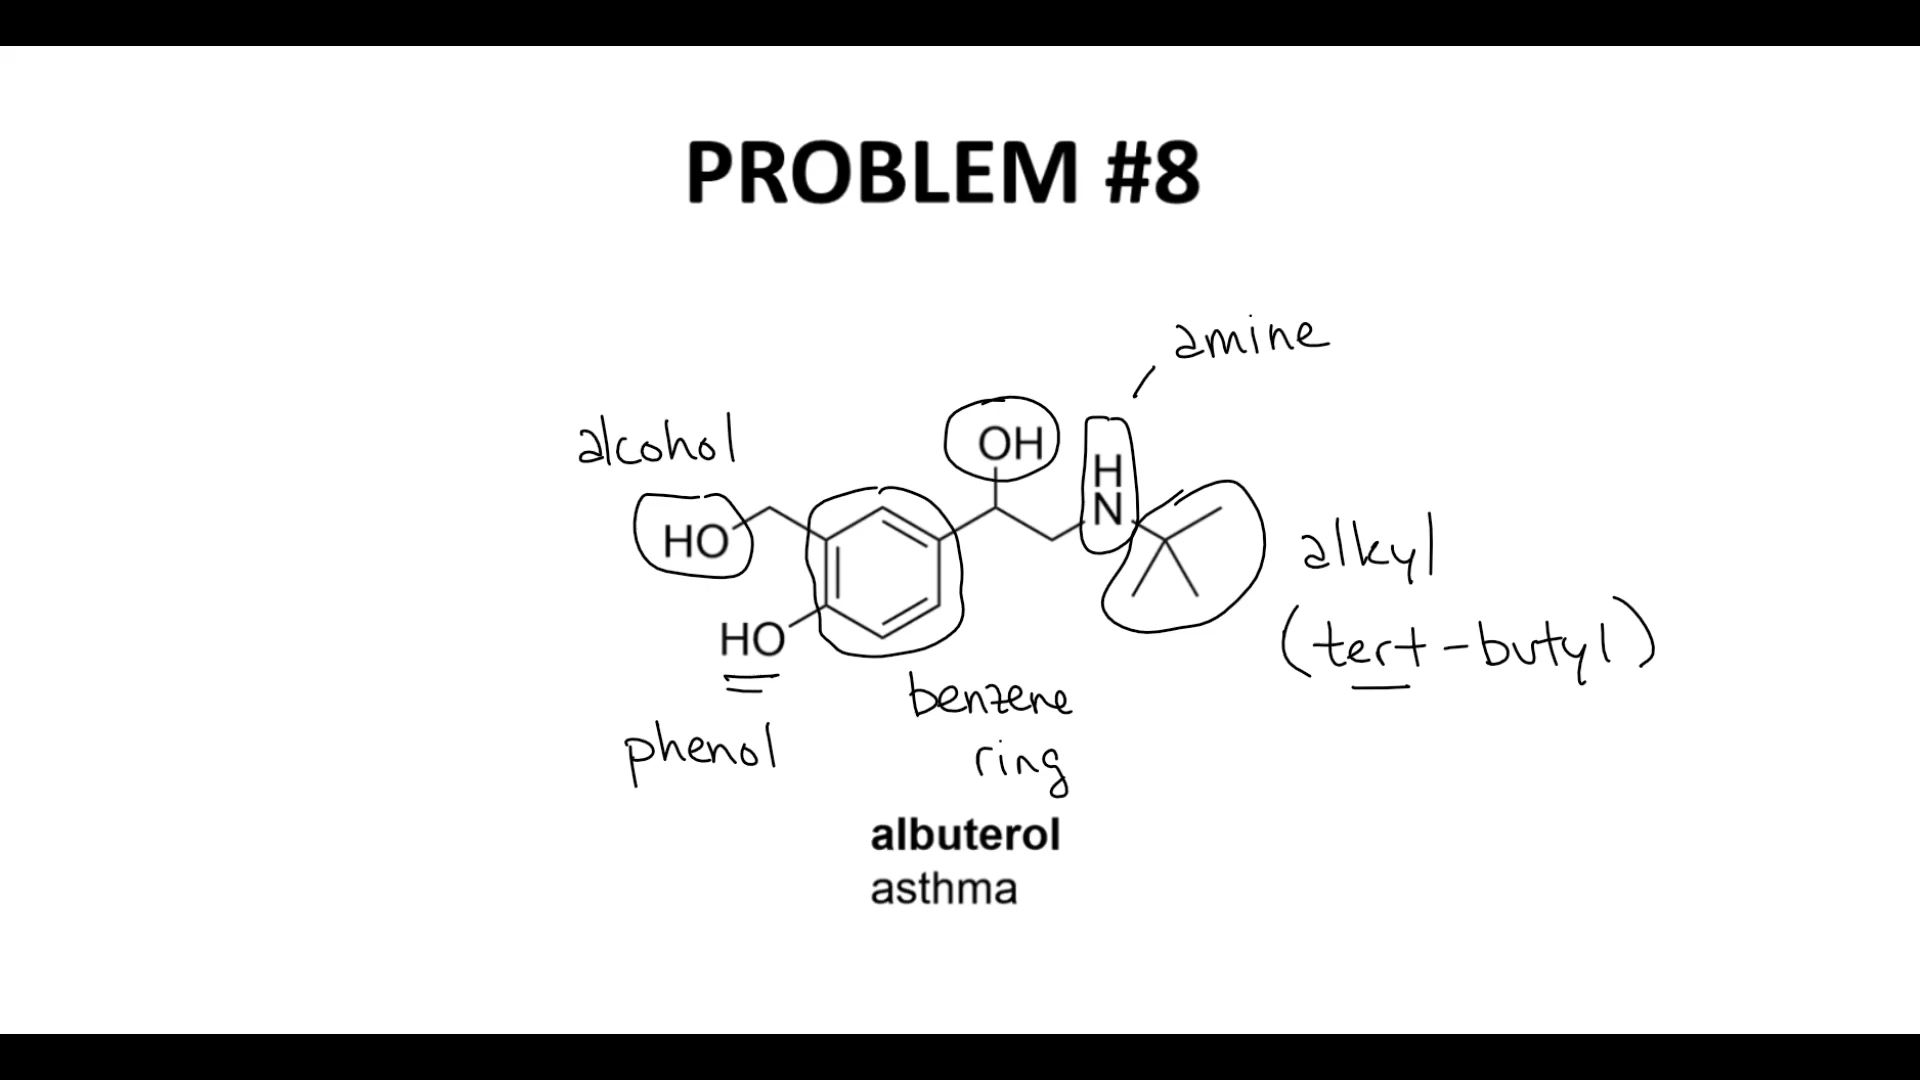 PROBLEM #8
amine
alcohol
OH
H
N
HO
alkyl
HO
(tert-butyl)
benzene
phenol
ring
albuterol
asthma